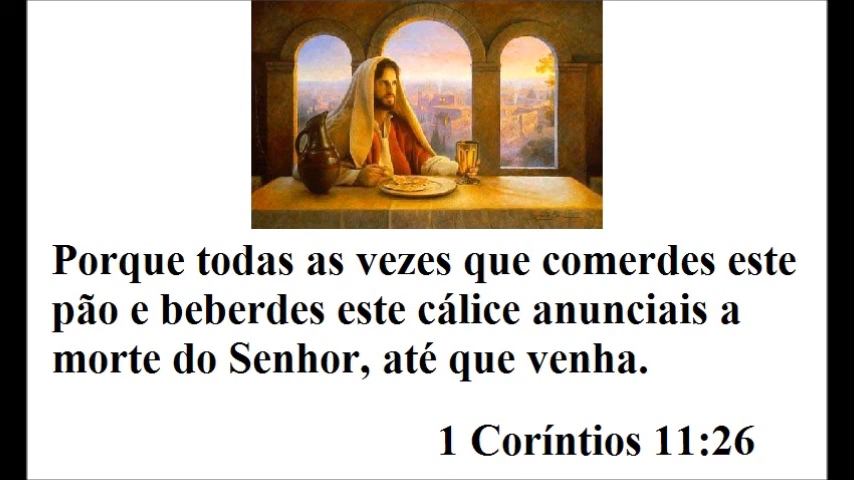 Porque todas as vezes que comerdes este
pão e beberdes este cálice anunciais a
morte do Senhor, até que venha.
1 Coríntios 11:26